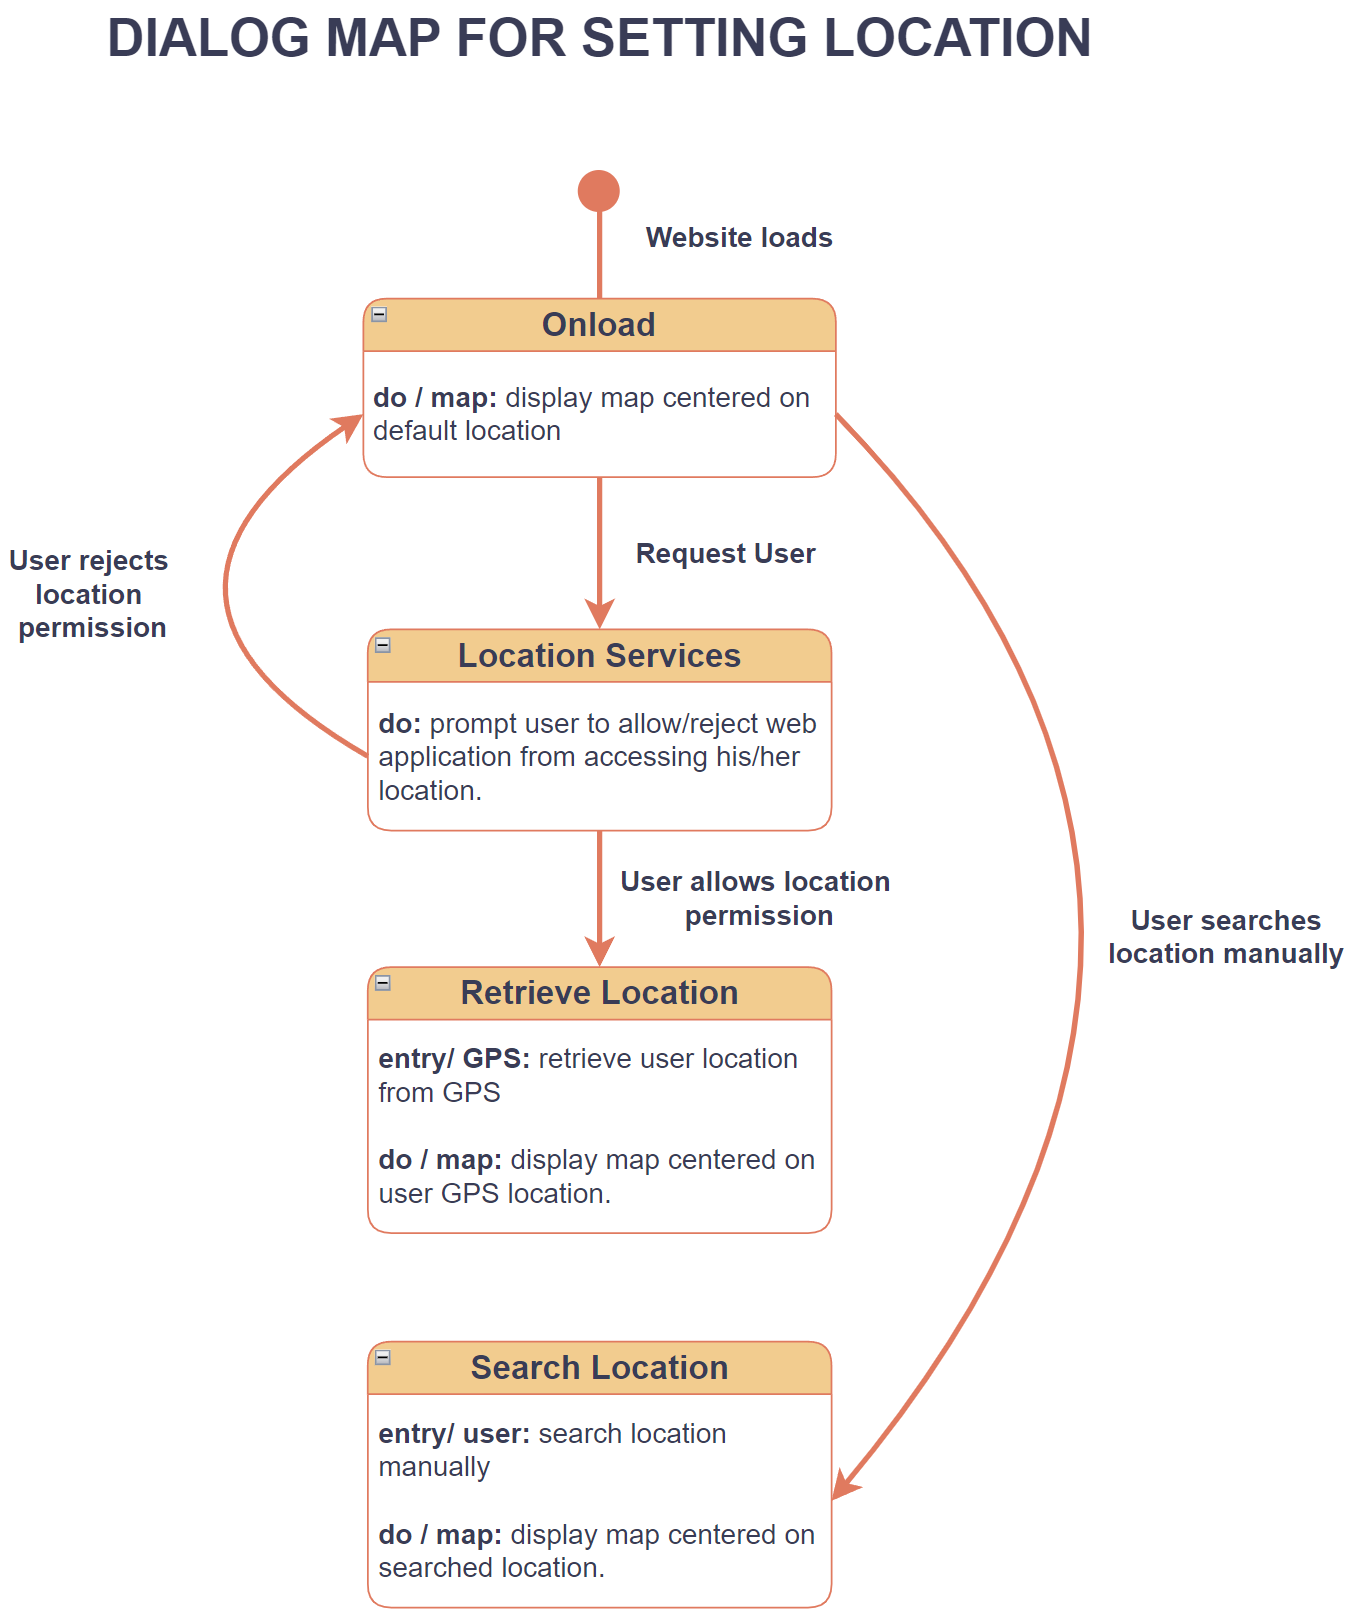 DIALOG MAP FOR SETTING LOCATION
Website loads
Onload
do / map: display map centered on
default location
User rejects
location
permission
Request User
Location Services
do: prompt user to allow/reject web
application from accessing his/her
location.
User allows location
permission
User searches
location manually
Retrieve Location
entry/ GPS: retrieve user location
from GPS
do / map: display map centered on
user GPS location.
Search Location
entry/ user: search location
manually
do / map: display map centered on
searched location.